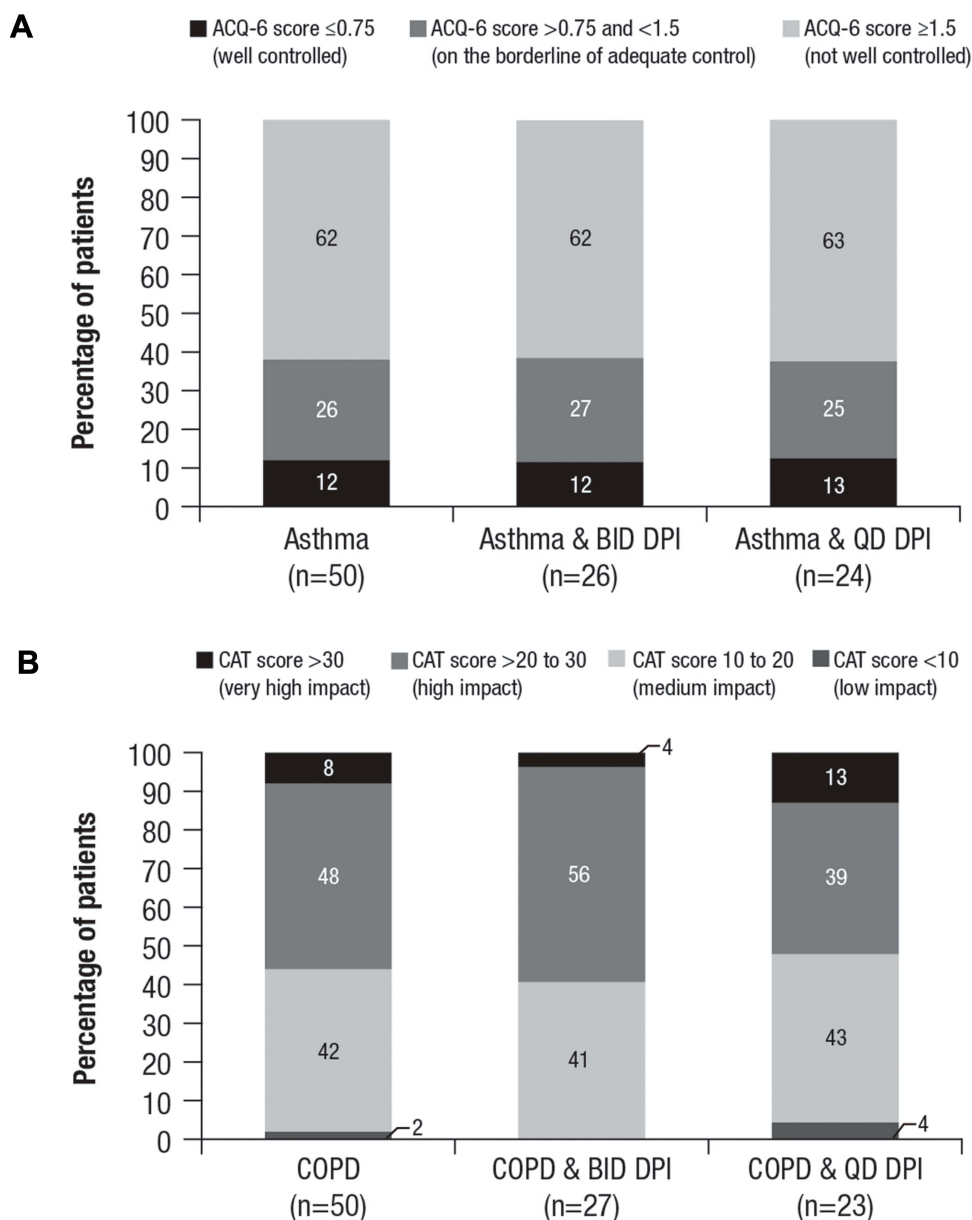 A
ACQ-6 score ≤0.75
(well controlled)
ACQ-6 score >0.75 and <1.5
(on the borderline of adequate control)
ACQ-6 score ≥1.5
(not well controlled)
Percentage of patients
100
90
80
70
60
50
40
30
20
10
0
62
26
12
62
27
12
63
25
13
Asthma
(n=50)
Asthma & BID DPI
(n=26)
Asthma & QD DPI
(n=24)
B
CAT score >30
(very high impact)
CAT score >20 to 30
(high impact)
CAT score 10 to 20
(medium impact)
CAT score <10
(low impact)
Percentage of patients
100
90
80
70
60
50
40
30
20
10
0
8
48
42
2
4
56
41
13
39
43
4
COPD
(n=50)
COPD & BID DPI
(n=27)
COPD & QD DPI
(n=23)